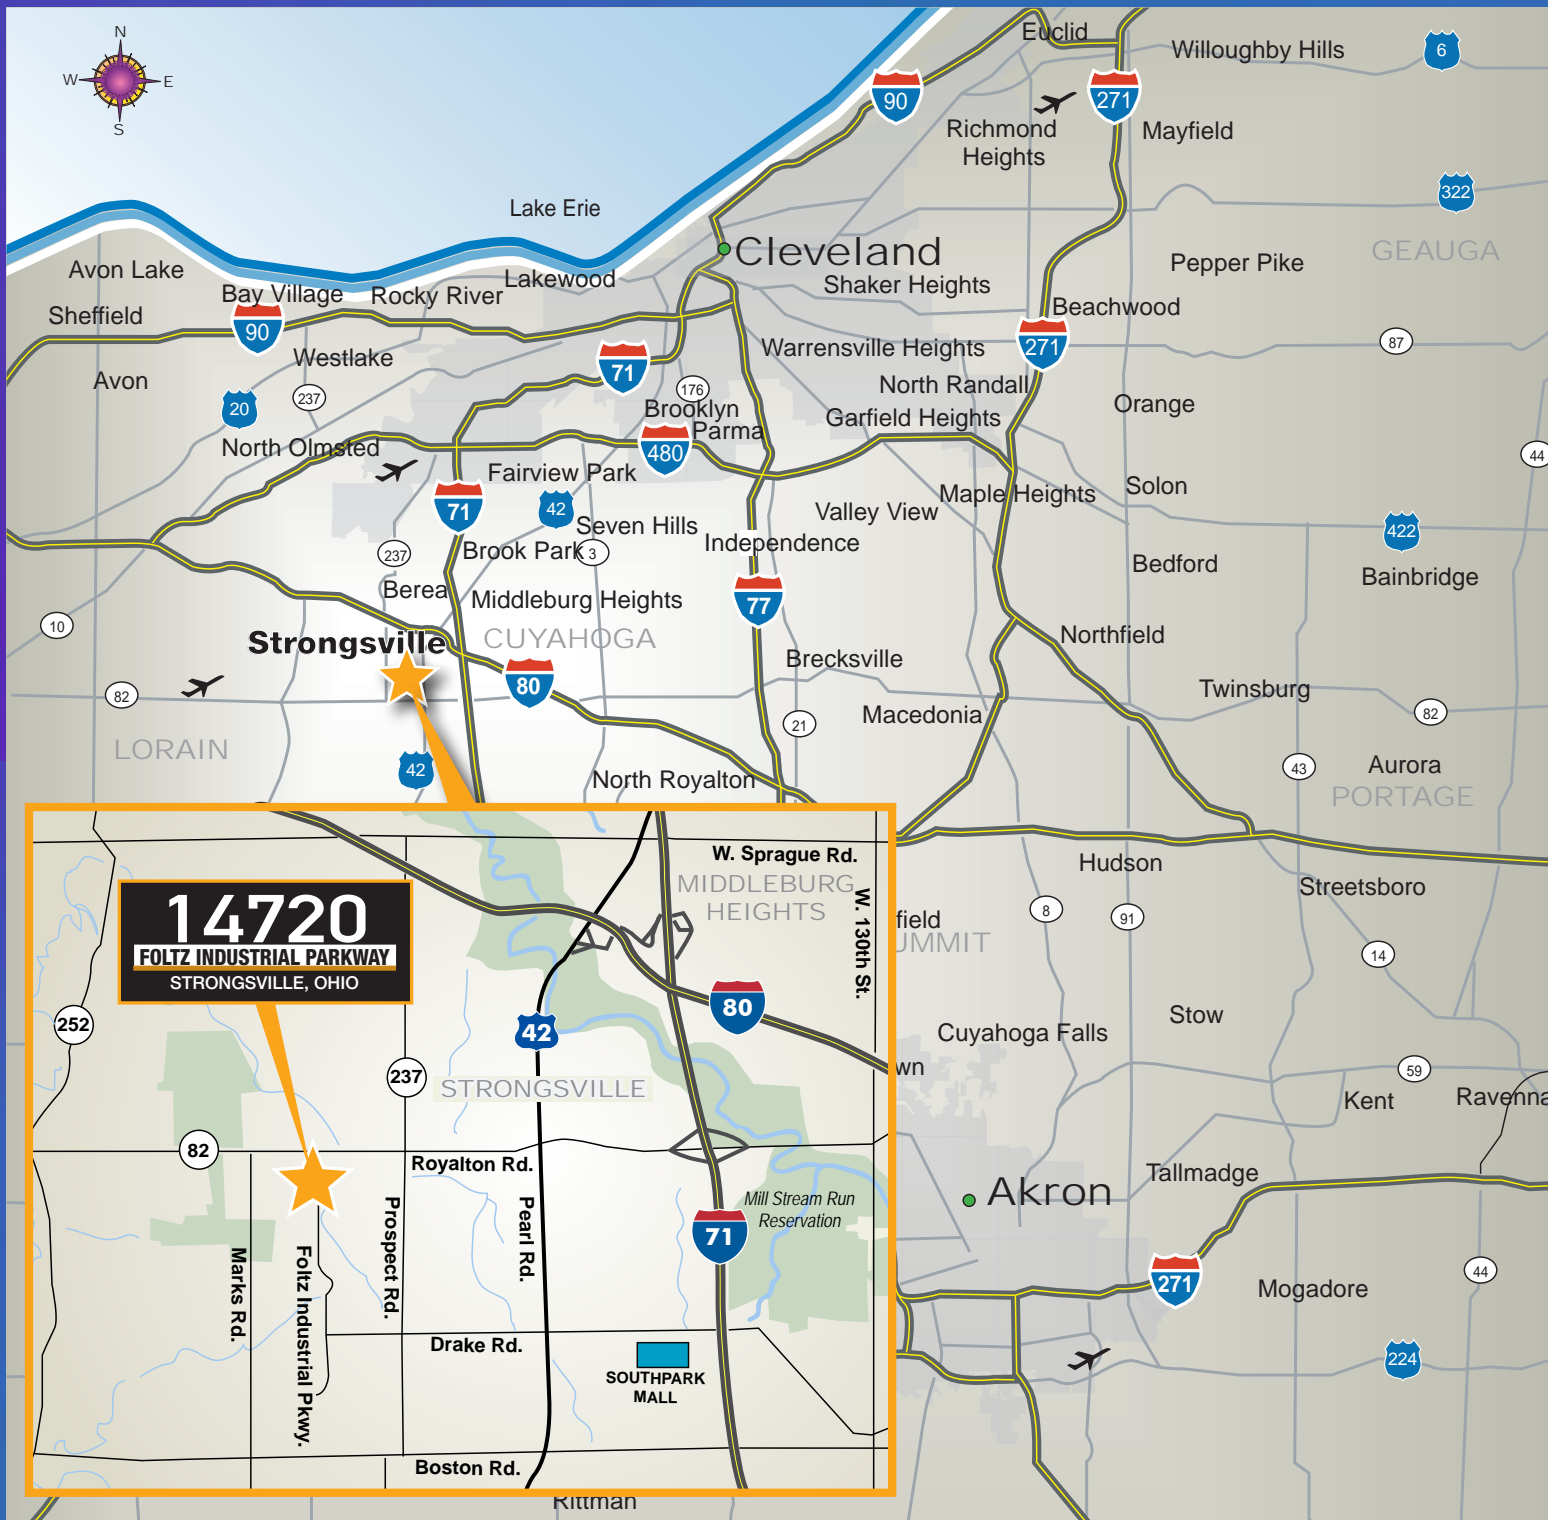 N
W
E
S
Euclid
Willoughby Hills
6
90
271
Richmond
Heights
Mayfield
322
Lake Erie
Cleveland
GEAUGA
Pepper Pike
Avon Lake
Lakewood
Shaker Heights
Bay Village
Rocky River
Beachwood
Sheffield
90
Westlake
Warrensville Heights
271
87
71
Avon
237
176
North Randall
20
Brooklyn
Orange
Parma
Garfield Heights
North Olmsted
480
44
Fairview Park
Maple Heights
Solon
71
42
Valley View
Seven Hills
422
237
Brook Park
3
Independence
Bedford
Bainbridge
Berea
Middleburg Heights
77
10
Strongsville
CUYAHOGA
Northfield
Brecksville
80
82
Twinsburg
21
Macedonia
82
LORAIN
42
North Royalton
43
Aurora
PORTAGE
W. Sprague Rd.
MIDDLEBURG
HEIGHTS
W. 130th St.
14720
FOLTZ INDUSTRIAL PARKWAY
STRONGSVILLE, OHIO
80
252
42
237
STRONGSVILLE
82
Royalton Rd.
Mill Stream Run
Reservation
71
Marks Rd.
Foltz Industrial Pkwy.
Prospect Rd.
Pearl Rd.
Drake Rd.
SOUTHPARK
MALL
Boston Rd.
Rittman
Hudson
Streetsboro
field
8
91
UMMIT
14
Stow
Cuyahoga Falls
wn
59
Kent
Ravenna
Tallmadge
Akron
271
44
Mogadore
224